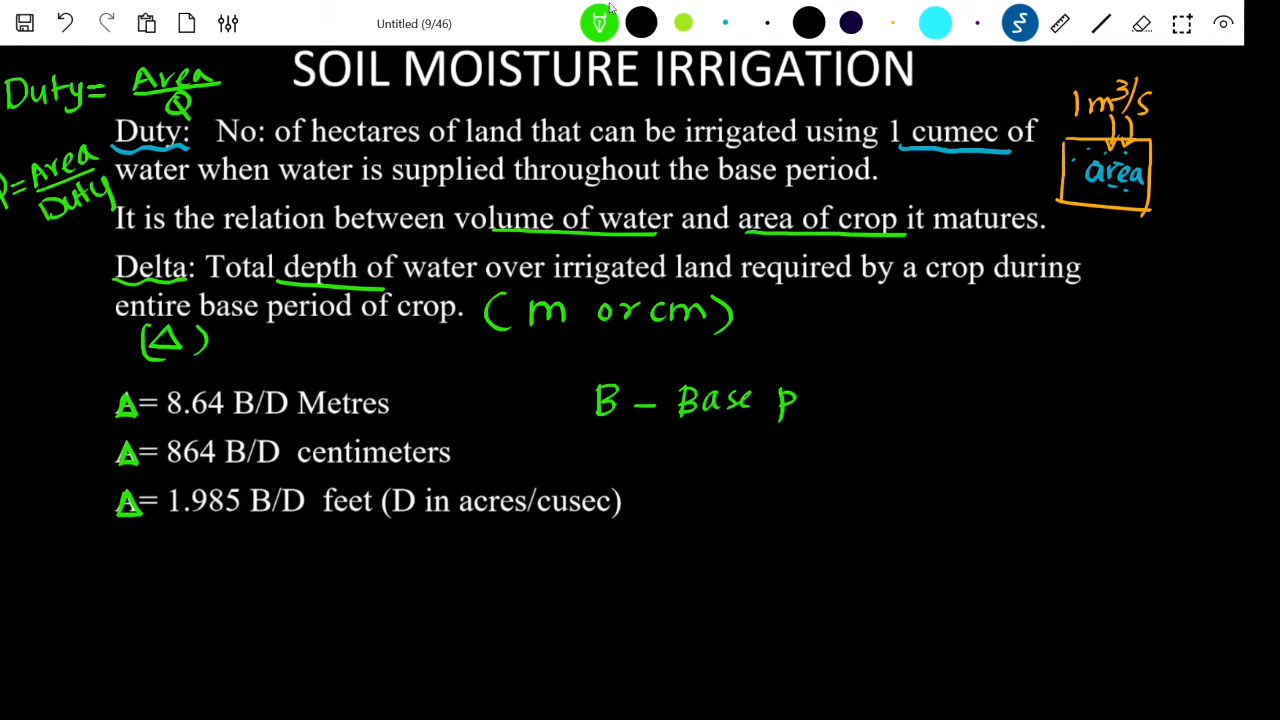 Untitled (9/46)
SOIL MOISTURE IRRIGATION
Duty= Area/Q
1m³/s
area
Duty: No: of hectares of land that can be irrigated using 1 cumec of
water when water is supplied throughout the base period.
= Area/Duty
It is the relation between volume of water and area of crop it matures.
Delta: Total depth of water over irrigated land required by a crop during
entire base period of crop. (m or cm)
(Δ)
Δ= 8.64 B/D Metres
B - Base p
Δ= 864 B/D centimeters
Δ= 1.985 B/D feet (D in acres/cusec)